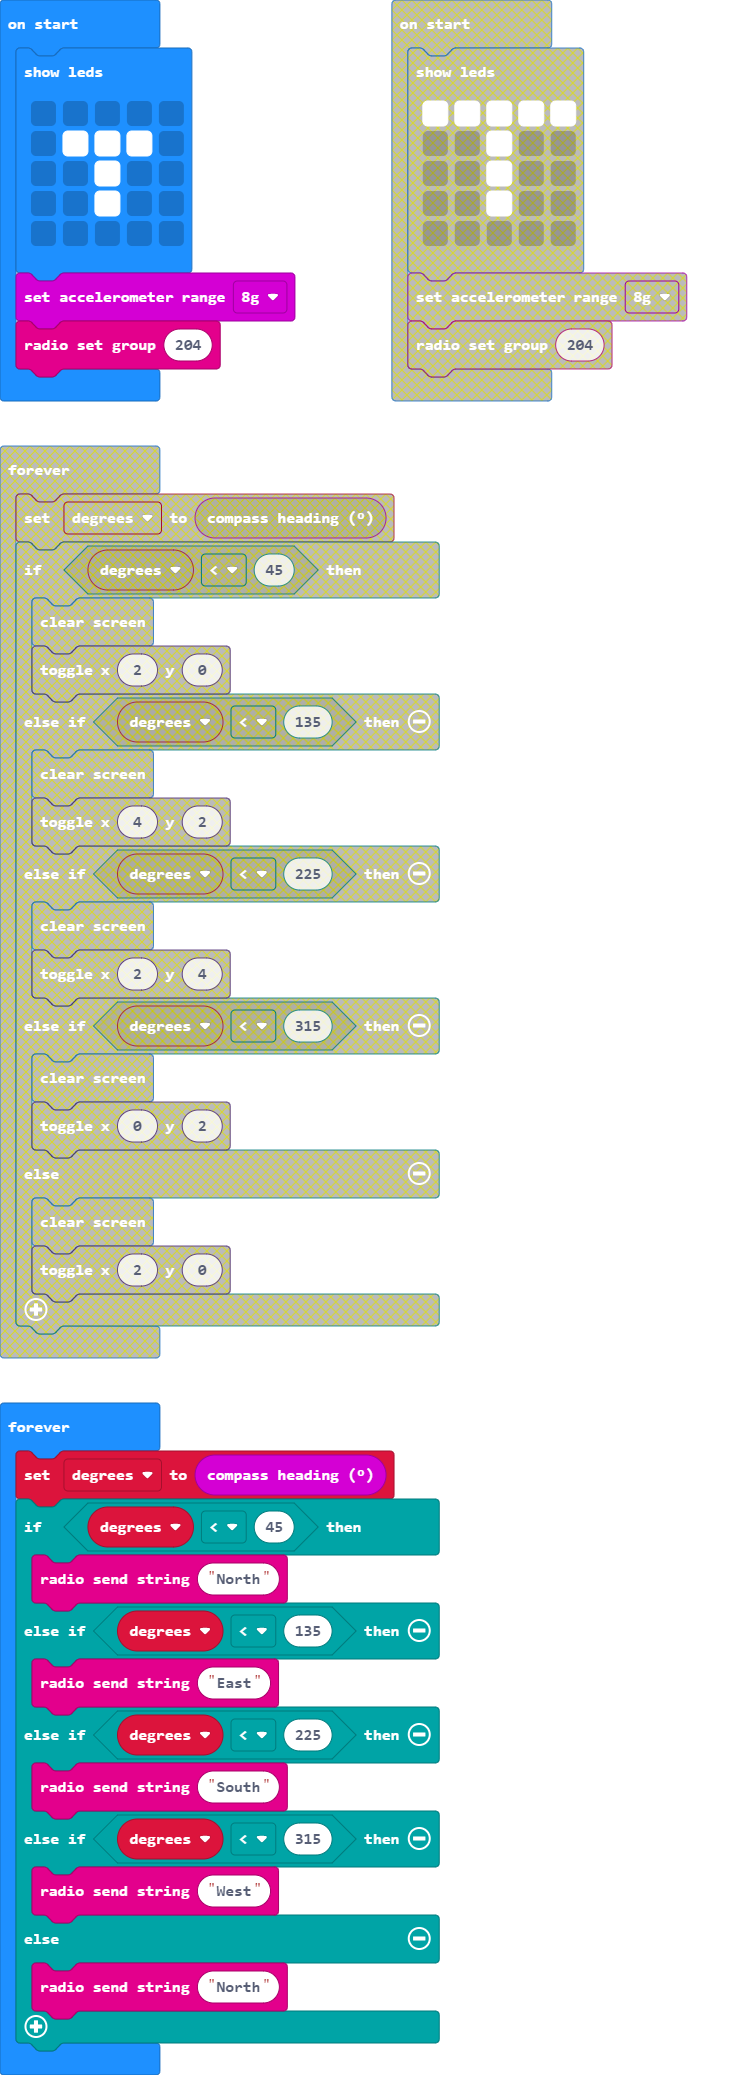 on start
show leds
set accelerometer range 8g
radio set group 204
on start
show leds
set accelerometer range 8g
radio set group 204
forever
set degrees to compass heading (°)
if degrees < 45 then
clear screen
toggle x 2 y 0
else if degrees < 135 then
clear screen
toggle x 4 y 2
else if degrees < 225 then
clear screen
toggle x 2 y 4
else if degrees < 315 then
clear screen
toggle x 0 y 2
else
clear screen
toggle x 2 y 0
forever
set degrees to compass heading (°)
if degrees < 45 then
radio send string "North"
else if degrees < 135 then
radio send string "East"
else if degrees < 225 then
radio send string "South"
else if degrees < 315 then
radio send string "West"
else
radio send string "North"